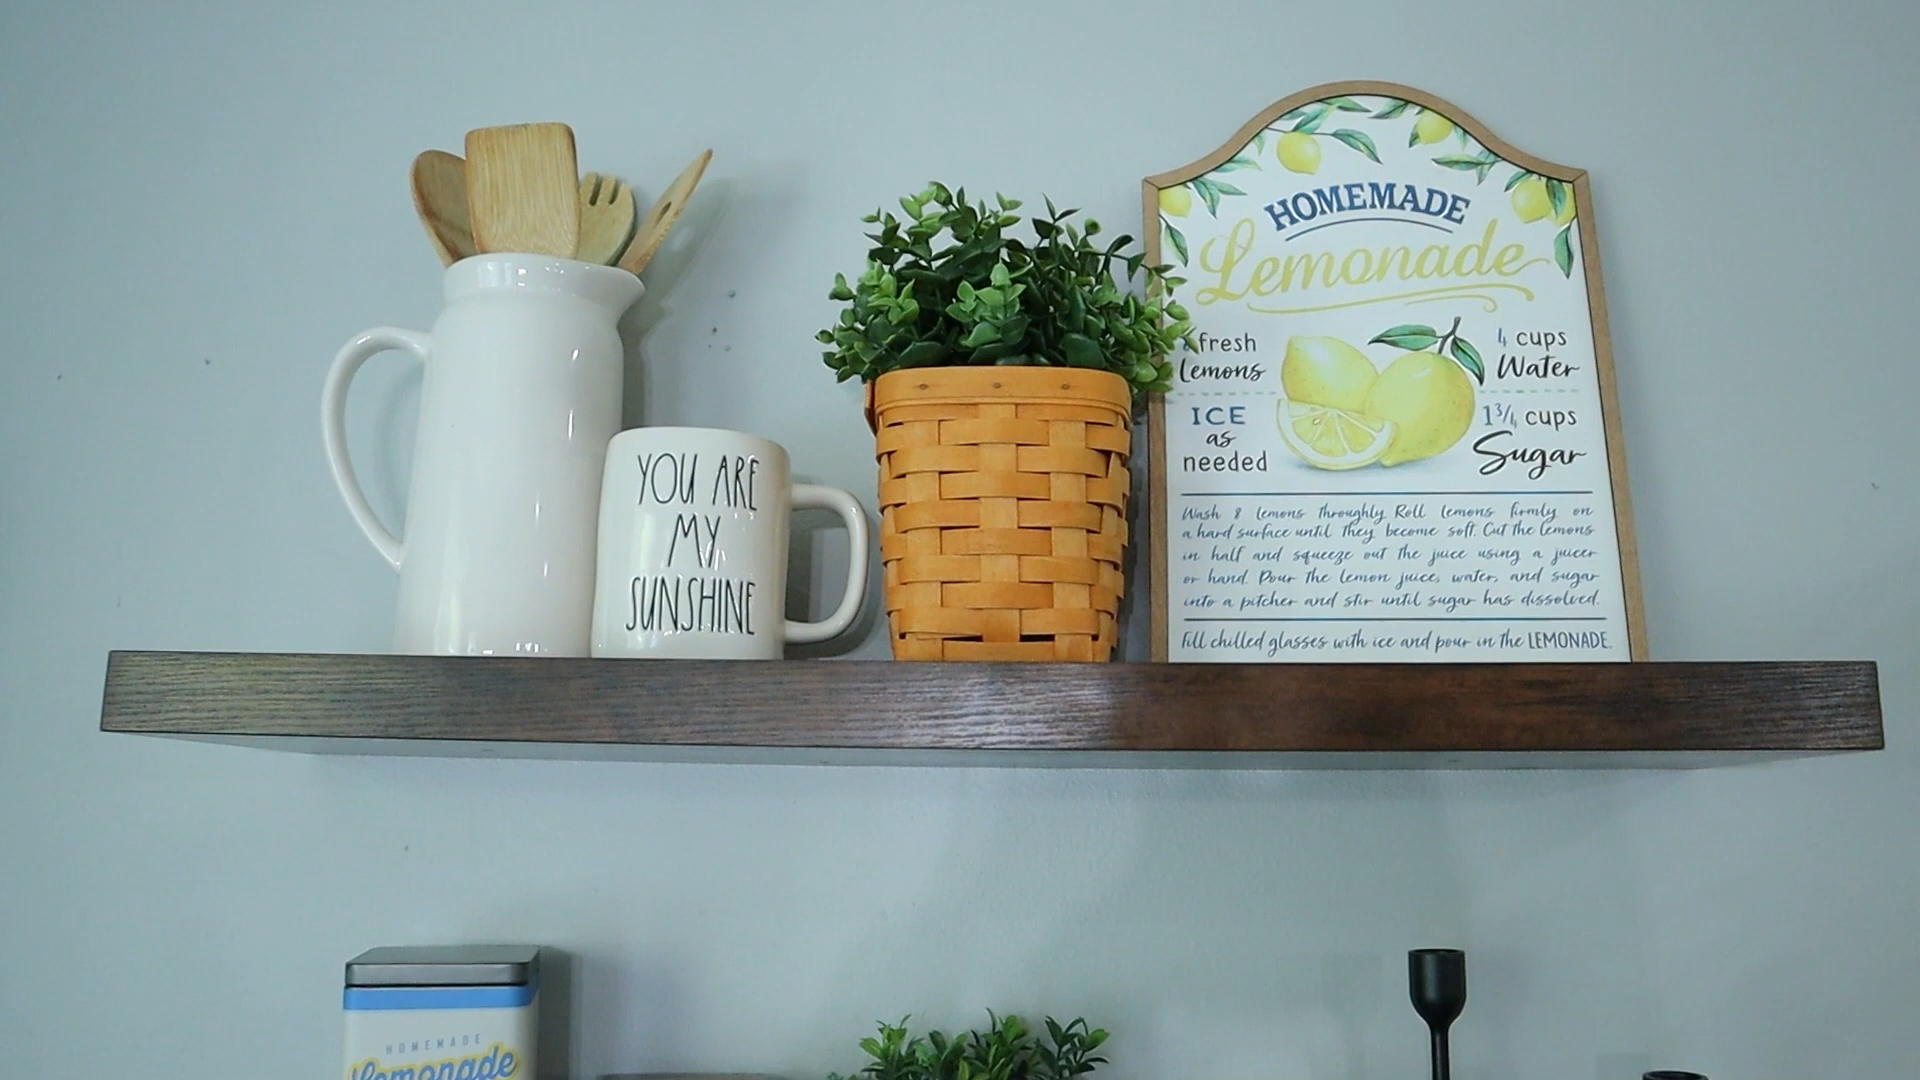 YOU ARE
MY
SUNSHINE
HOMEMADE
Lemonade
fresh
Lemons
4 cups
Water
ICE
as
needed
1 3/4 cups
Sugar
Wash 8 lemons throughly. Roll lemons firmly on
a hard surface until they become soft. Cut the lemons
in half and squeeze out the juice using a juicer
or hand. Pour the lemon juice, water, and sugar
into a pitcher and stir until sugar has dissolved.
Fill chilled glasses with ice and pour in the LEMONADE.
HOMEMADE
Lemonade